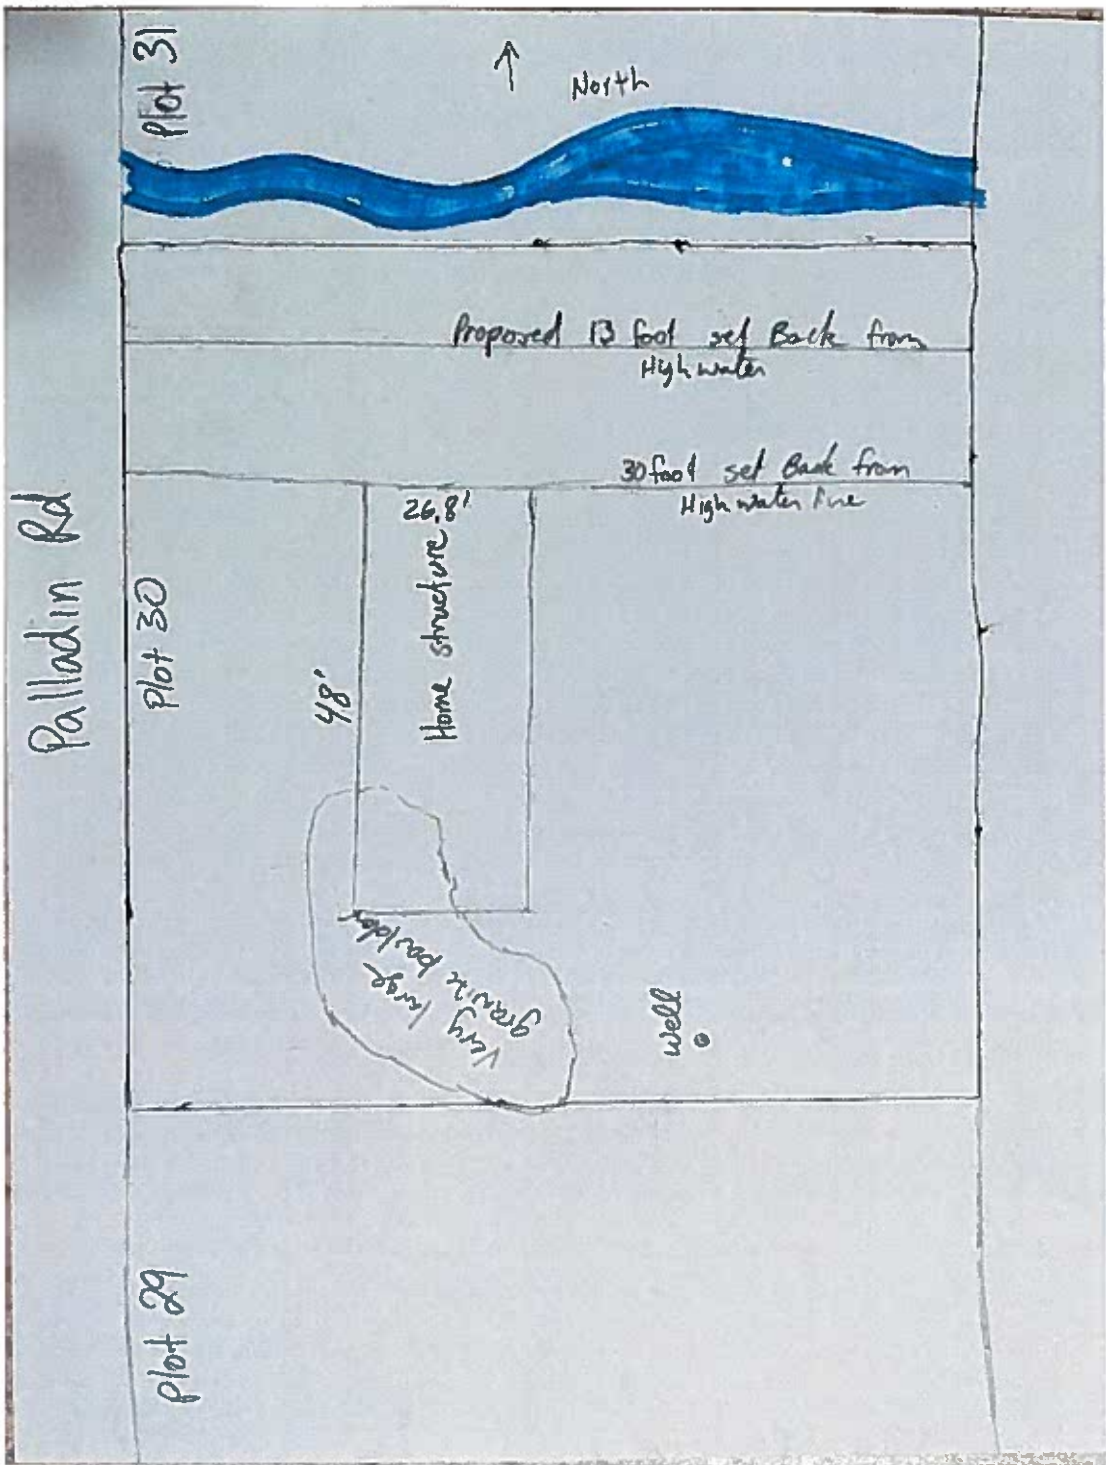 Plot 31
North
Proposed 13 foot set Back from
High water
30 foot set Back from
High water line
Palladin Rd
Plot 30
26.8'
48'
Home structure
Very large
granite boulder
well
plot 29